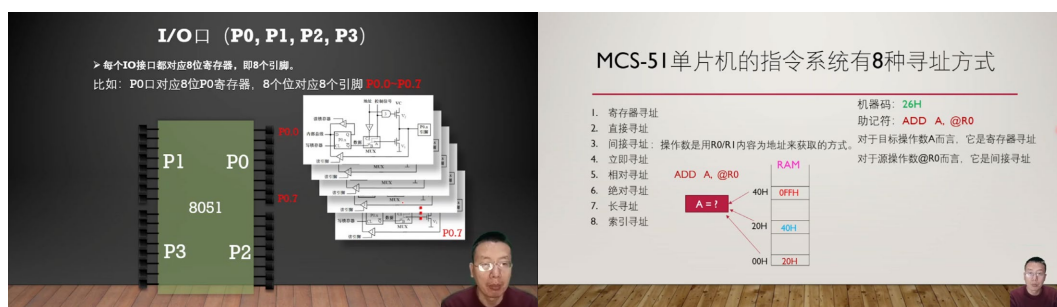 I/O口（P0, P1, P2, P3）
➢ 每个IO接口都对应8位寄存器，即8个引脚。
比如：P0口对应8位P0寄存器，8个位对应8个引脚 P0.0~P0.7
P0.0
P1 P0
8051
P0.7
P3 P2
MUX
P0.7
MCS-51单片机的指令系统有8种寻址方式
1. 寄存器寻址
2. 直接寻址
3. 间接寻址：操作数是用R0/R1内容为地址来获取的方式。
4. 立即寻址
5. 相对寻址
6. 绝对寻址
7. 长寻址
8. 索引寻址
机器码：26H
助记符：ADD A, @R0
对于目标操作数A而言，它是寄存器寻址
对于源操作数@R0而言，它是间接寻址
RAM
ADD A, @R0
A = ?
40H 0FFH
20H 40H
00H 20H